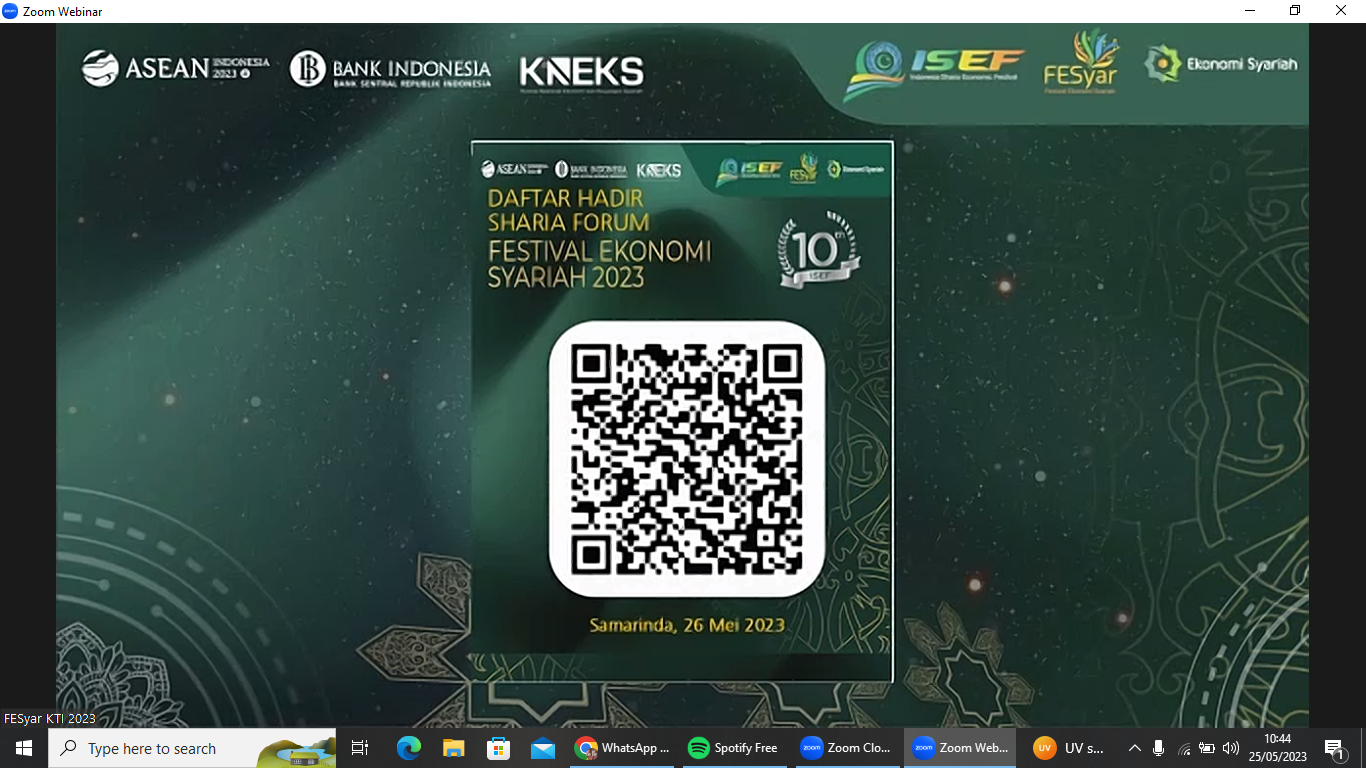 Zoom Webinar
ASEAN INDONESIA 2023
BANK INDONESIA
BANK SENTRAL REPUBLIK INDONESIA
KNEKS
ISEF
Indonesia Sharia Economic Festival
FESyar
Festival Ekonomi Syariah
Ekonomi Syariah
ASEAN
BANK INDONESIA
KNEKS
ISEF
FESyar
Ekonomi Syariah
DAFTAR HADIR
SHARIA FORUM
FESTIVAL EKONOMI
SYARIAH 2023
10th
ISEF
Samarinda, 26 Mei 2023
FESyar KTI 2023
Type here to search
WhatsApp ...
Spotify Free
Zoom Clo...
Zoom Web...
UV
UV s...
10:44
25/05/2023
1